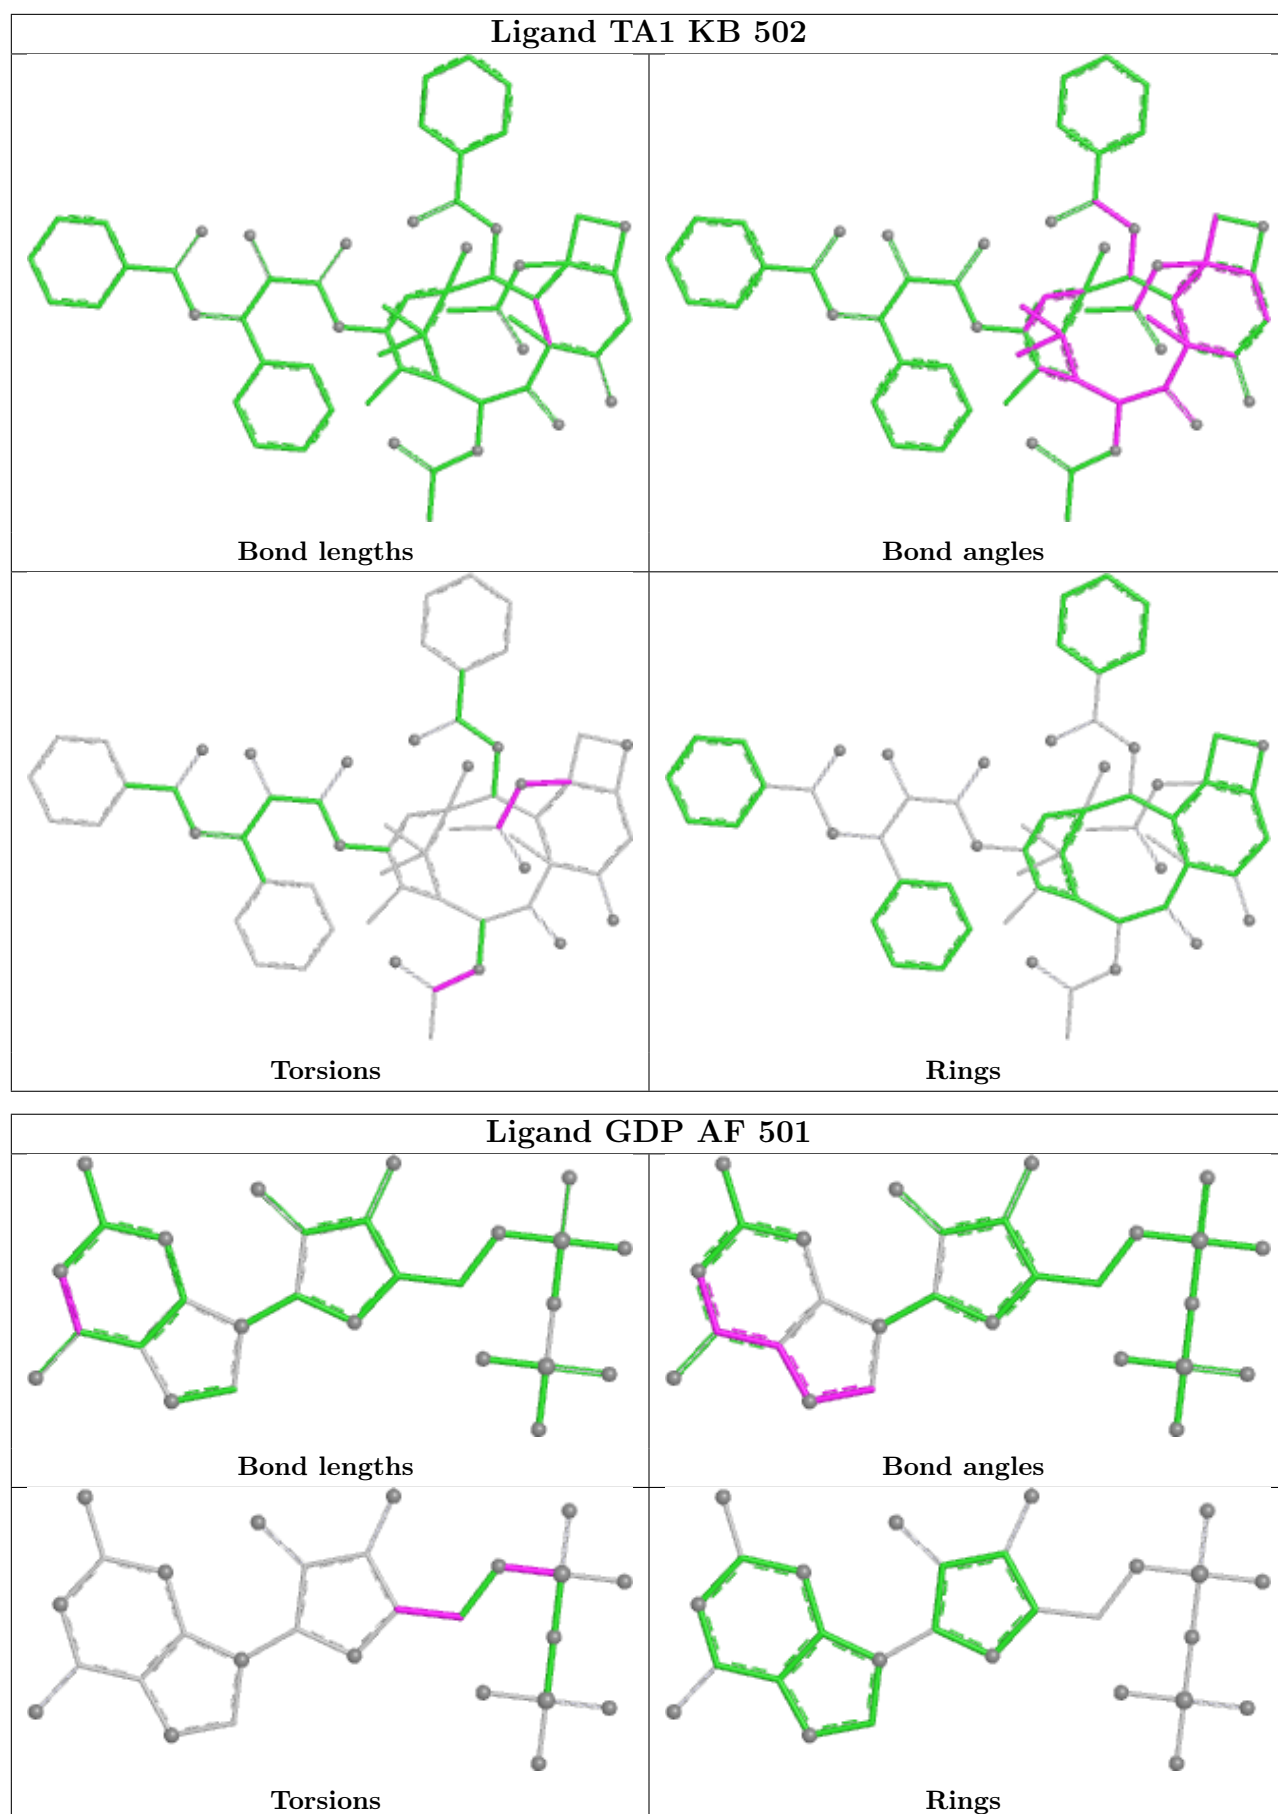 Ligand TA1 KB 502
Bond lengths
Bond angles
Torsions
Rings
Ligand GDP AF 501
Bond lengths
Bond angles
Torsions
Rings